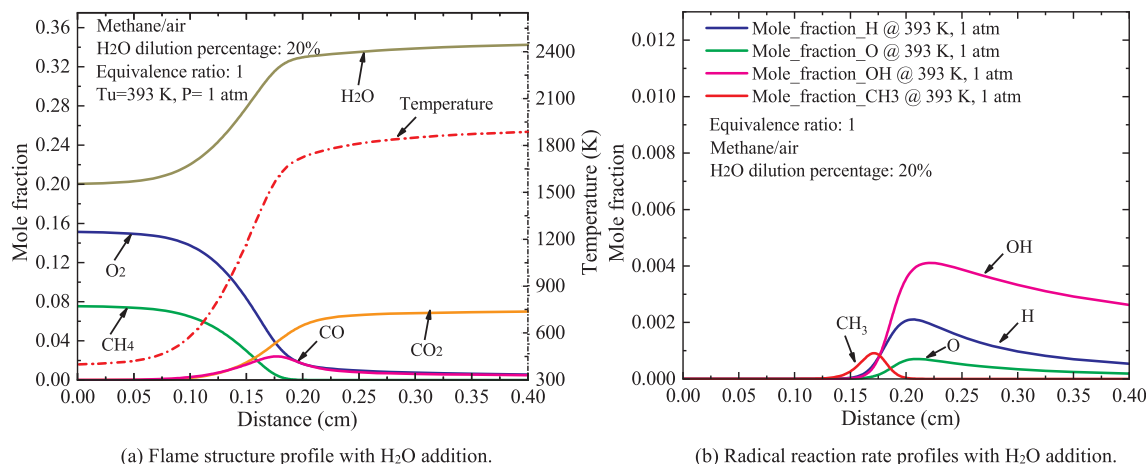 Methane/air
H2O dilution percentage: 20%
Equivalence ratio: 1
Tu=393 K, P= 1 atm
H2O
Temperature
O2
CH4
CO
CO2
0.36
0.32
0.28
0.24
0.20
0.16
0.12
0.08
0.04
0.00
Mole fraction
2400
2100
1800
1500
1200
900
600
300
Temperature (K)
0.00 0.05 0.10 0.15 0.20 0.25 0.30 0.35 0.40
Distance (cm)
(a) Flame structure profile with H2O addition.
Mole_fraction_H @ 393 K, 1 atm
Mole_fraction_O @ 393 K, 1 atm
Mole_fraction_OH @ 393 K, 1 atm
Mole_fraction_CH3 @ 393 K, 1 atm
Equivalence ratio: 1
Methane/air
H2O dilution percentage: 20%
OH
H
CH3
O
0.012
0.010
0.008
0.006
0.004
0.002
0.000
Mole fraction
0.00 0.05 0.10 0.15 0.20 0.25 0.30 0.35 0.40
Distance (cm)
(b) Radical reaction rate profiles with H2O addition.